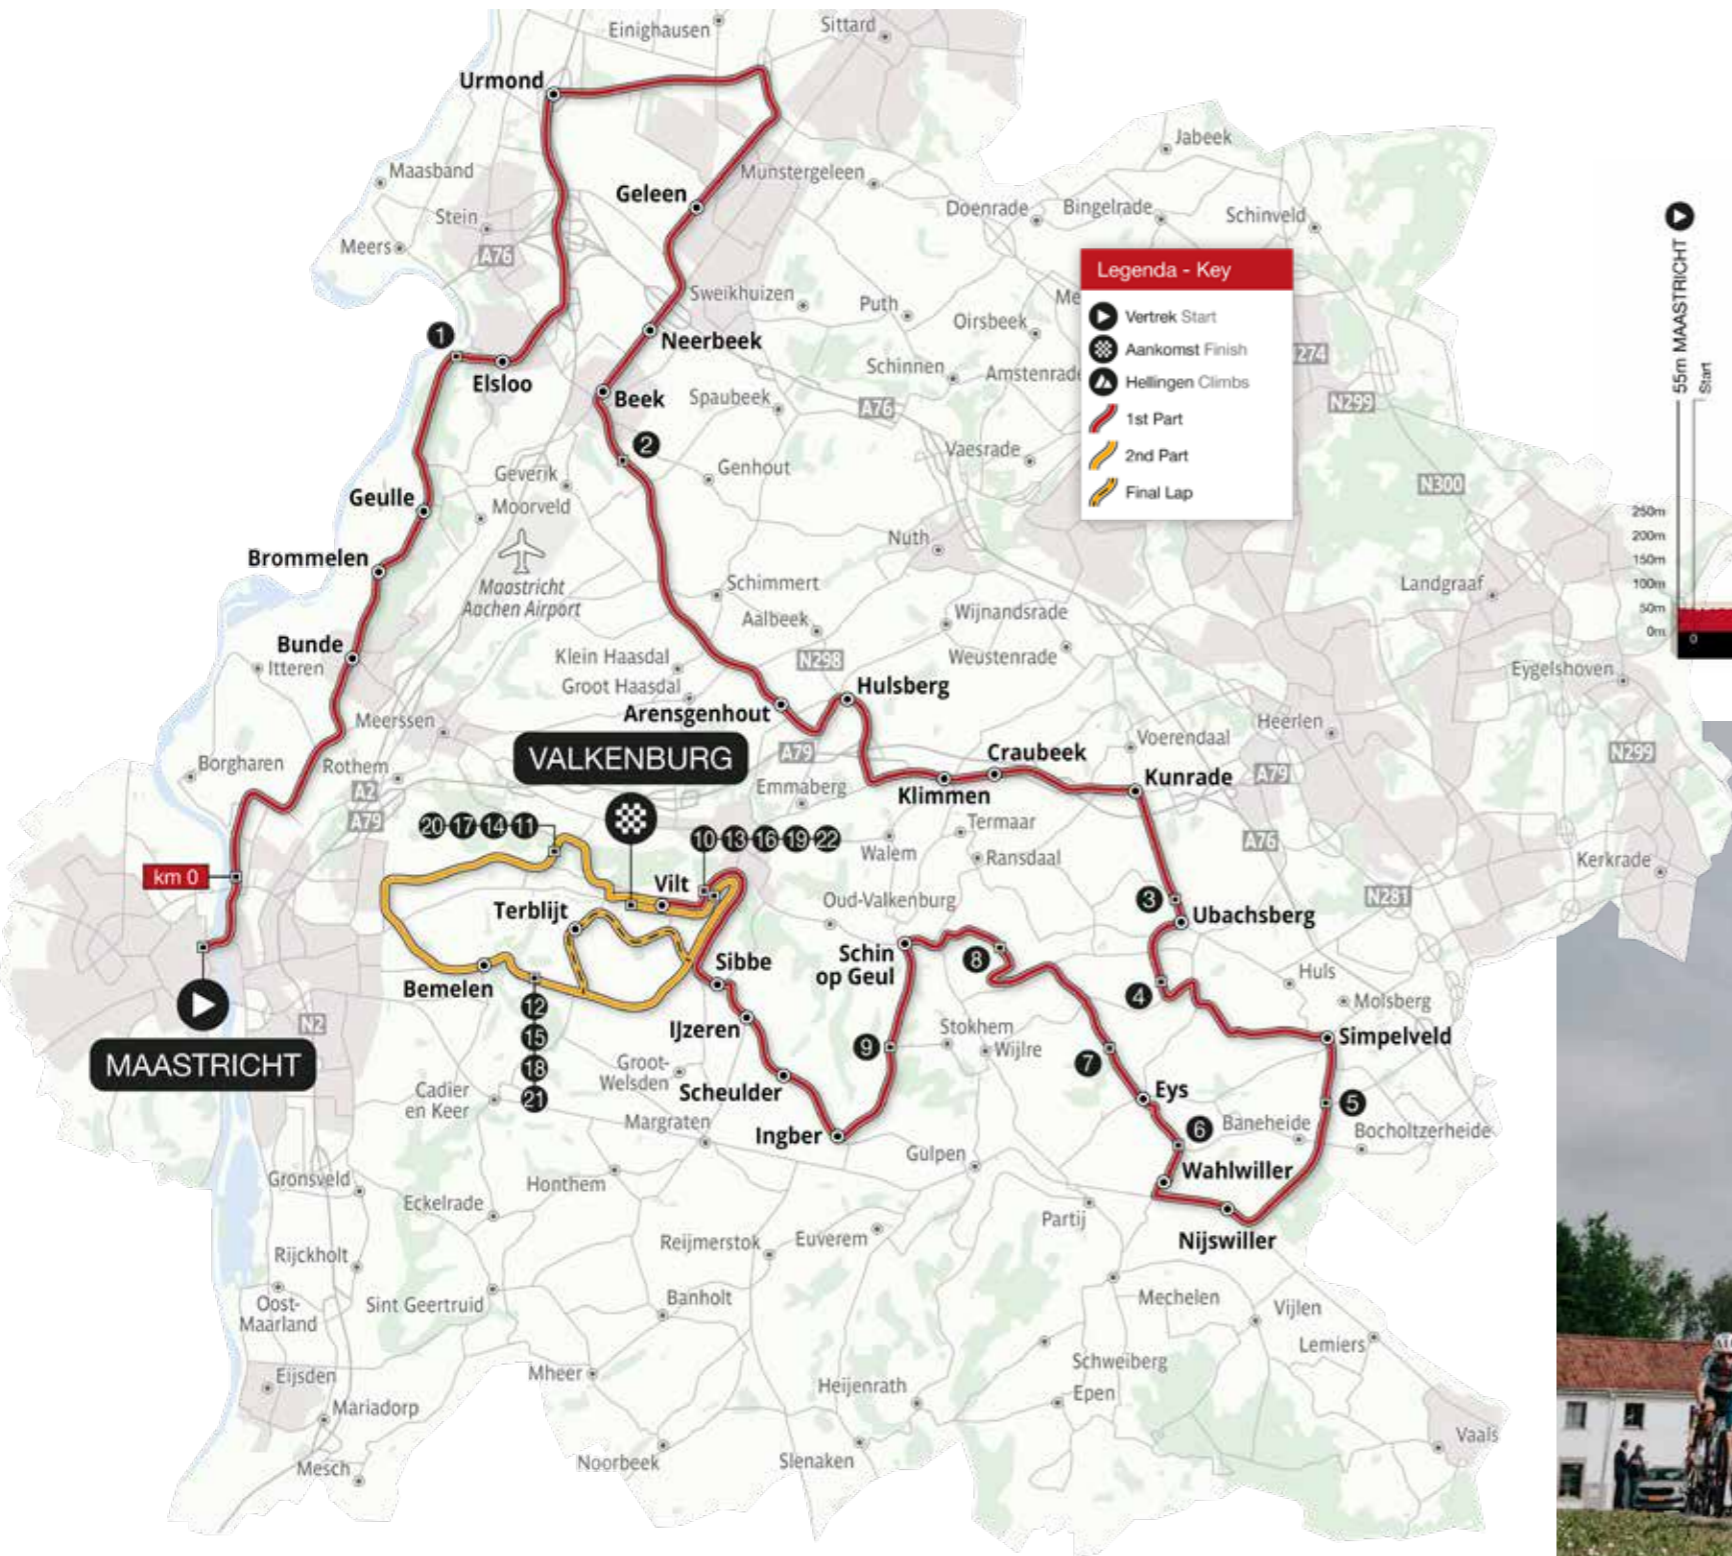 Einighausen
Sittard
Urmond
Jabeek
Maasband
Munstergeleen
Geleen
Stein
Doenrade
Bingelrade
Schinveld
Meers
A76
Legenda - Key
Vertrek Start
Aankomst Finish
Hellingen Climbs
1st Part
2nd Part
Final Lap
55m MAASTRICHT
Start
Sweikhuizen
Puth
Me
Oirsbeek
1
Neerbeek
274
Elsloo
Schinnen
Amstenrade
Beek
Spaubeek
A76
N299
2
Vaesrade
Geverik
Genhout
N300
Geulle
Moorveld
250m
200m
150m
100m
50m
0m
0
Nuth
Brommelen
Maastricht
Aachen Airport
Schimmert
Landgraaf
Aalbeek
Wijnandsrade
Bunde
Itteren
Klein Haasdal
N298
Weustenrade
Eygelshoven
Groot Haasdal
Hulsberg
Arensgenhout
Meerssen
Heerlen
VALKENBURG
A79
Craubeek
Voerendaal
N299
Borgharen
Rothem
Kunrade
A79
A2
Emmaberg
Klimmen
A79
20 17 14 11
10 13 16 19 22
Termaar
A76
Walem
Ransdaal
Kerkrade
km 0
Vilt
N281
Terblijt
Oud-Valkenburg
3
Ubachsberg
Schin
op Geul
8
Sibbe
Huls
Bemelen
4
Molsberg
12
15
18
21
IJzeren
N2
Stokhem
Simpelveld
9
Wijlre
MAASTRICHT
Groot-
Welsden
7
Scheulder
Cadier
en Keer
Eys
5
Margraten
Ingber
6
Baneheide
Bocholtzerheide
Gulpen
Wahlwiller
Gronsveld
Honthem
Eckelrade
Partij
Reijmerstok
Euverem
Nijswiller
Rijckholt
Oost-
Maarland
Sint Geertruid
Banholt
Mechelen
Vijlen
Lemiers
Eijsden
Mheer
Heijenrath
Schweiberg
Epen
Mariadorp
Vaals
Mesch
Noorbeek
Slenaken